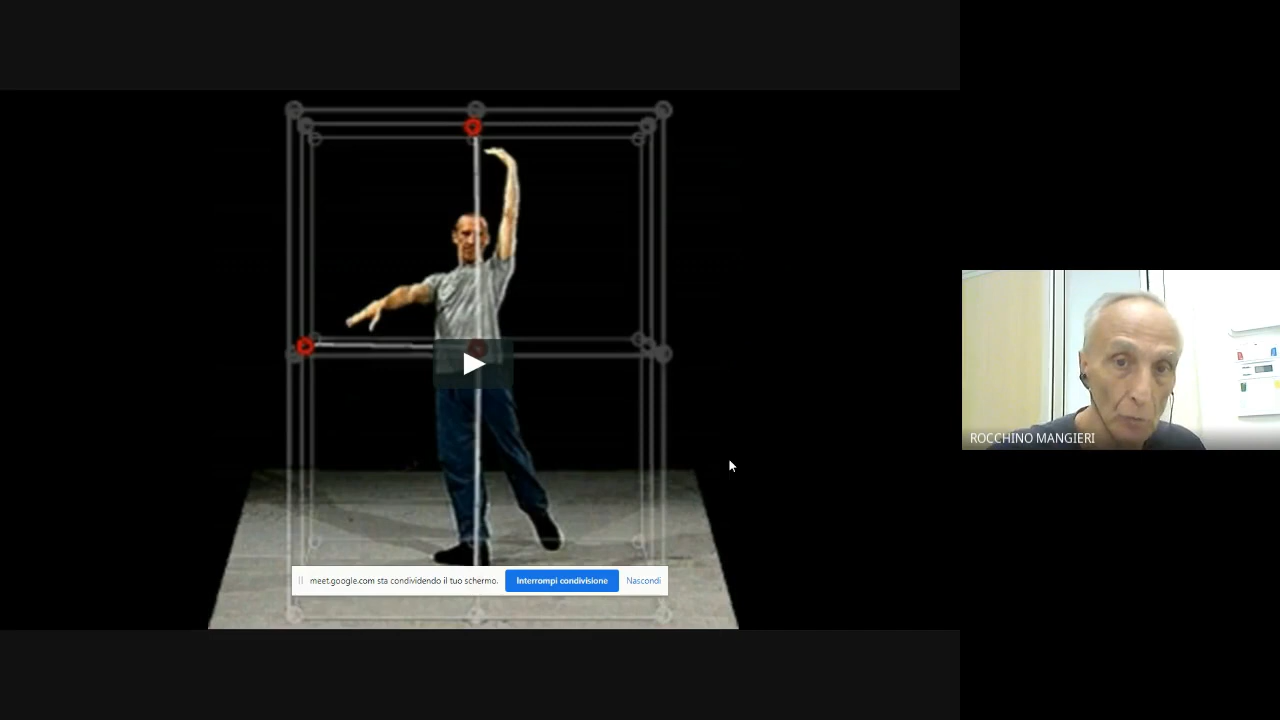 meet.google.com sta condividendo il tuo schermo.
Interrompi condivisione
Nascondi
ROCCHINO MANGIERI